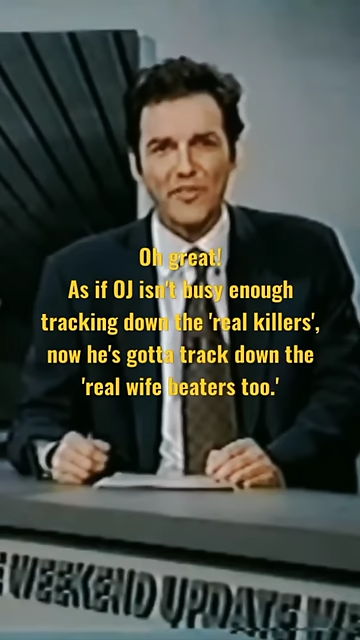 Oh great!
As if OJ isn't busy enough
tracking down the 'real killers',
now he's gotta track down the
'real wife beaters too.'
WEEKEND UPDATE